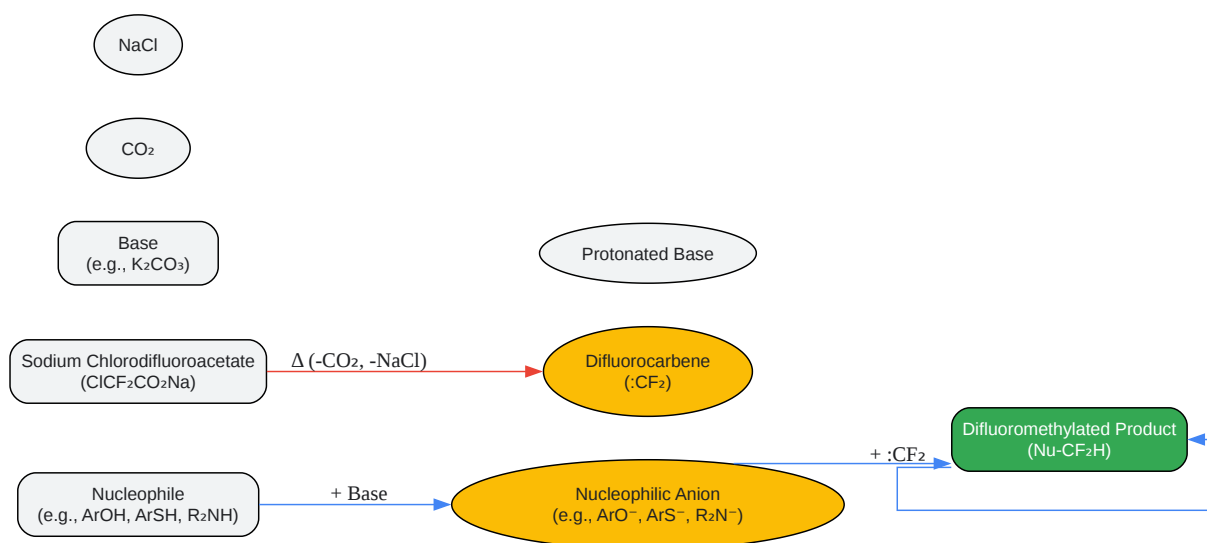 NaCl
CO₂
Base
(e.g., K₂CO₃)
Protonated Base
Sodium Chlorodifluoroacetate
(ClCF₂CO₂Na)
Δ (-CO₂, -NaCl)
Difluorocarbene
(:CF₂)
Nucleophile
(e.g., ArOH, ArSH, R₂NH)
+ Base
Nucleophilic Anion
(e.g., ArO⁻, ArS⁻, R₂N⁻)
+ :CF₂
Difluoromethylated Product
(Nu-CF₂H)